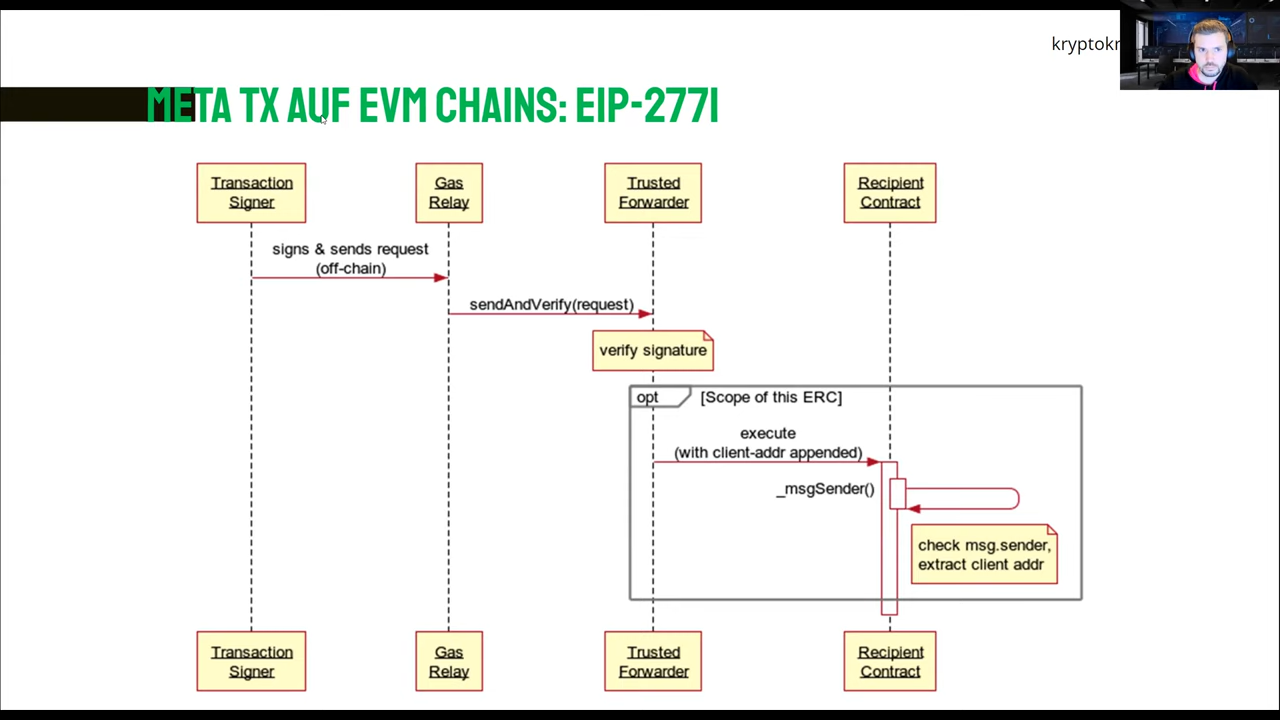 kryptokr
META TX AUF EVM CHAINS: EIP-2771
Transaction
Signer
Gas
Relay
Trusted
Forwarder
Recipient
Contract
signs & sends request
(off-chain)
sendAndVerify(request)
verify signature
opt
[Scope of this ERC]
execute
(with client-addr appended)
_msgSender()
check msg.sender,
extract client addr
Transaction
Signer
Gas
Relay
Trusted
Forwarder
Recipient
Contract